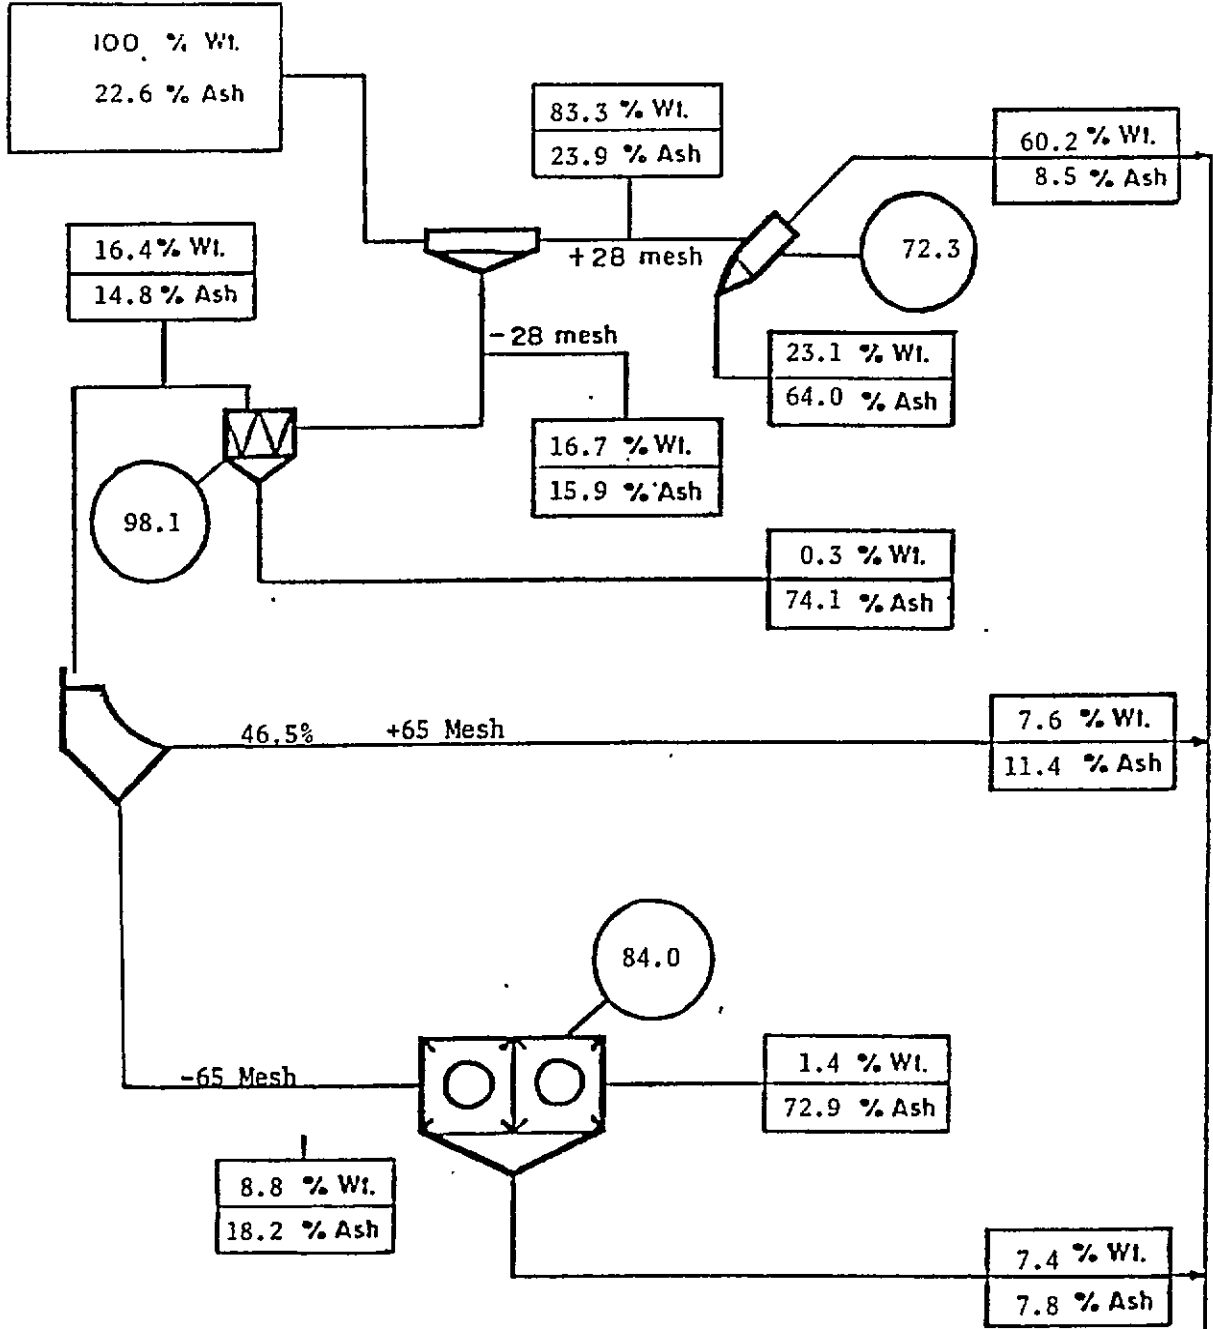 100. % Wt.
22.6 % Ash
83.3 % Wt.
23.9 % Ash
60.2 % Wt.
8.5 % Ash
16.4 % Wt.
14.8 % Ash
+28 mesh
72.3
-28 mesh
23.1 % Wt.
64.0 % Ash
16.7 % Wt.
15.9 % Ash
98.1
0.3 % Wt.
74.1 % Ash
46.5% +65 Mesh
7.6 % Wt.
11.4 % Ash
84.0
-65 Mesh
1.4 % Wt.
72.9 % Ash
8.8 % Wt.
18.2 % Ash
7.4 % Wt.
7.8 % Ash